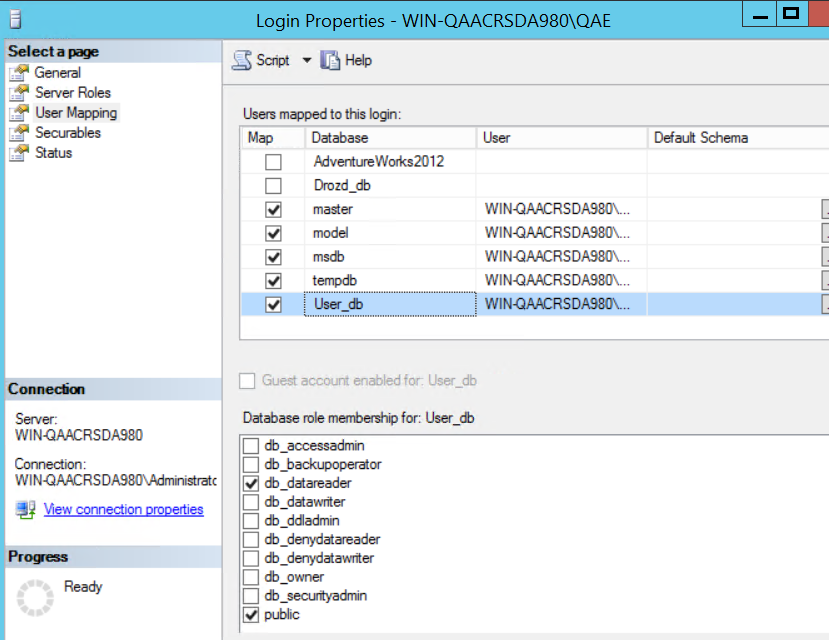 Login Properties - WIN-QAACRSDA980\QAE
Select a page
General
Server Roles
User Mapping
Securables
Status
Script
Help
Users mapped to this login:
Map Database User Default Schema
AdventureWorks2012
Drozd_db
master WIN-QAACRSDA980\...
model WIN-QAACRSDA980\...
msdb WIN-QAACRSDA980\...
tempdb WIN-QAACRSDA980\...
User_db WIN-QAACRSDA980\...
Guest account enabled for: User_db
Database role membership for: User_db
db_accessadmin
db_backupoperator
db_datareader
db_datawriter
db_ddladmin
db_denydatareader
db_denydatawriter
db_owner
db_securityadmin
public
Connection
Server:
WIN-QAACRSDA980
Connection:
WIN-QAACRSDA980\Administrato
View connection properties
Progress
Ready